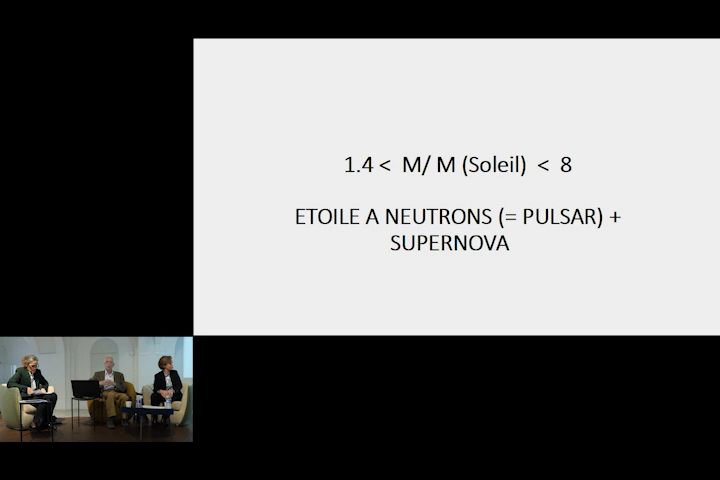 1.4 < M/ M (Soleil) < 8
ETOILE A NEUTRONS (= PULSAR) +
SUPERNOVA